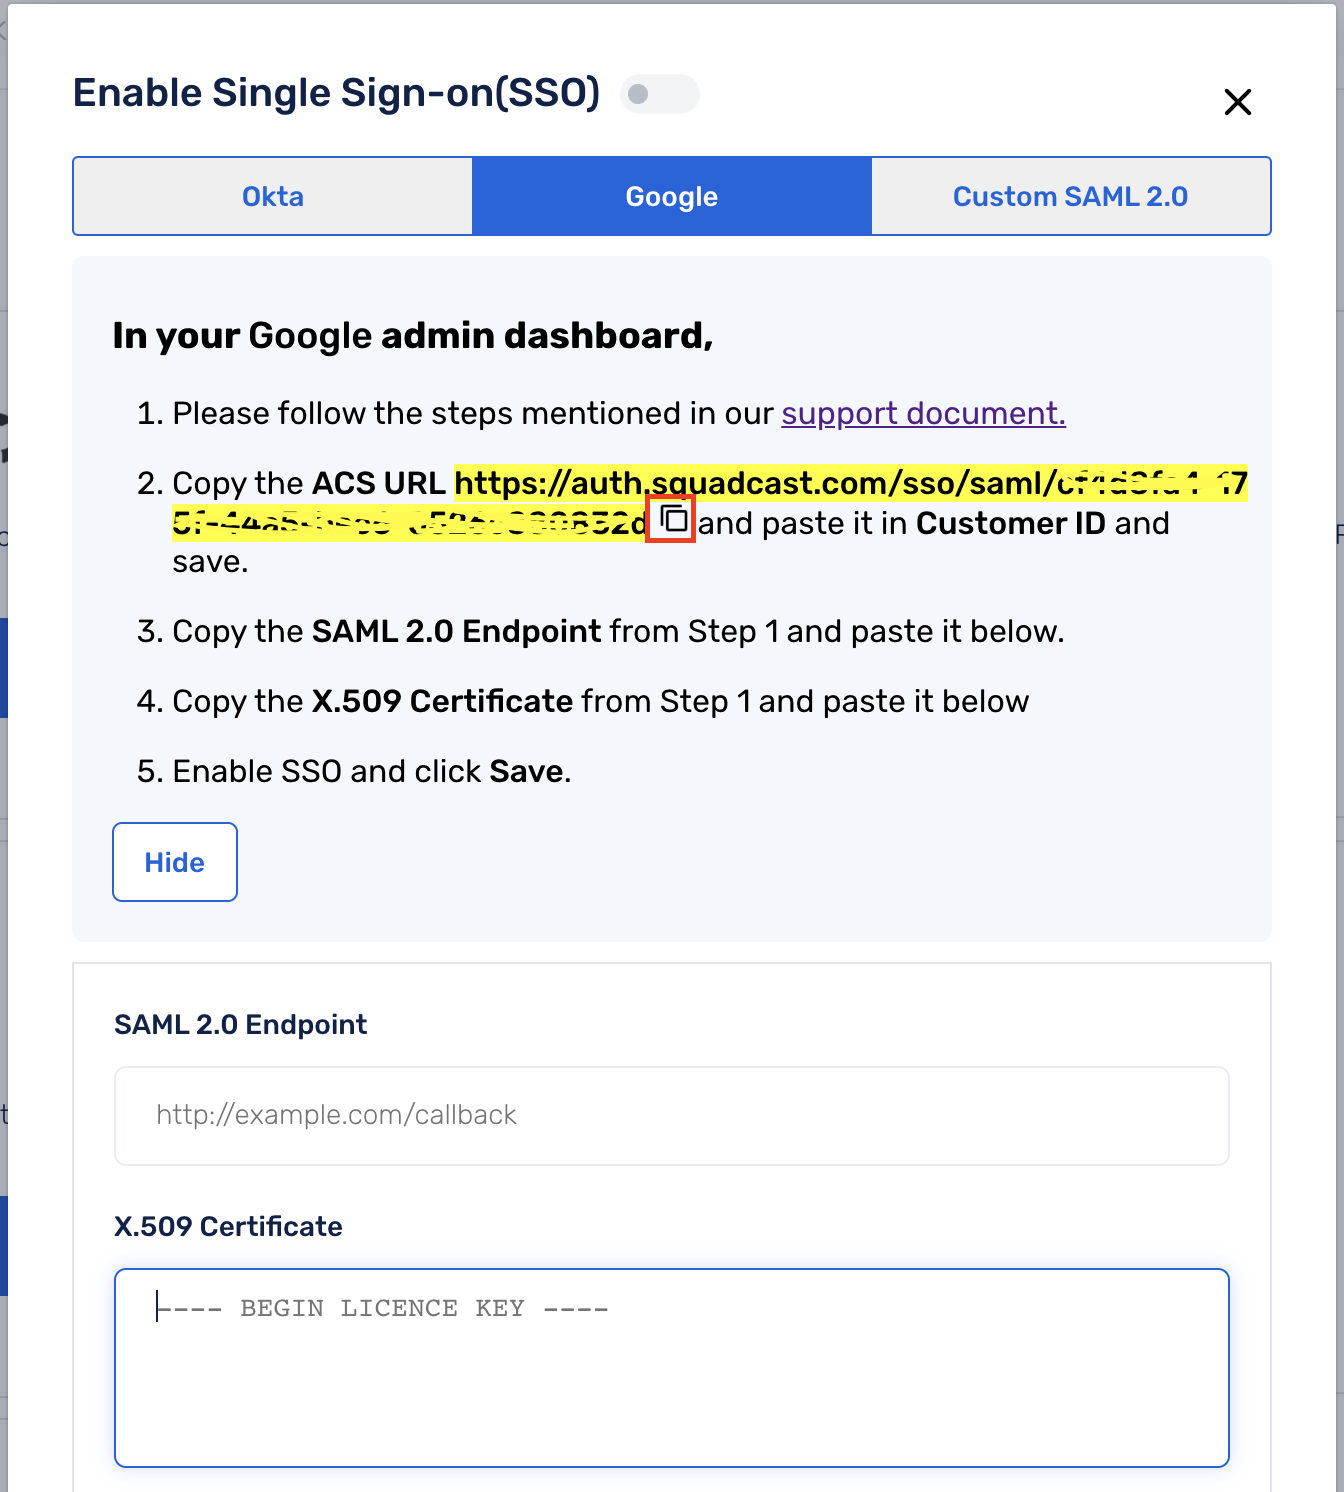 Enable Single Sign-on(SSO)
Okta
Google
Custom SAML 2.0
In your Google admin dashboard,
1. Please follow the steps mentioned in our support document.
2. Copy the ACS URL https://auth.squadcast.com/sso/saml/
and paste it in Customer ID and
save.
3. Copy the SAML 2.0 Endpoint from Step 1 and paste it below.
4. Copy the X.509 Certificate from Step 1 and paste it below
5. Enable SSO and click Save.
Hide
SAML 2.0 Endpoint
http://example.com/callback
X.509 Certificate
---- BEGIN LICENCE KEY ----